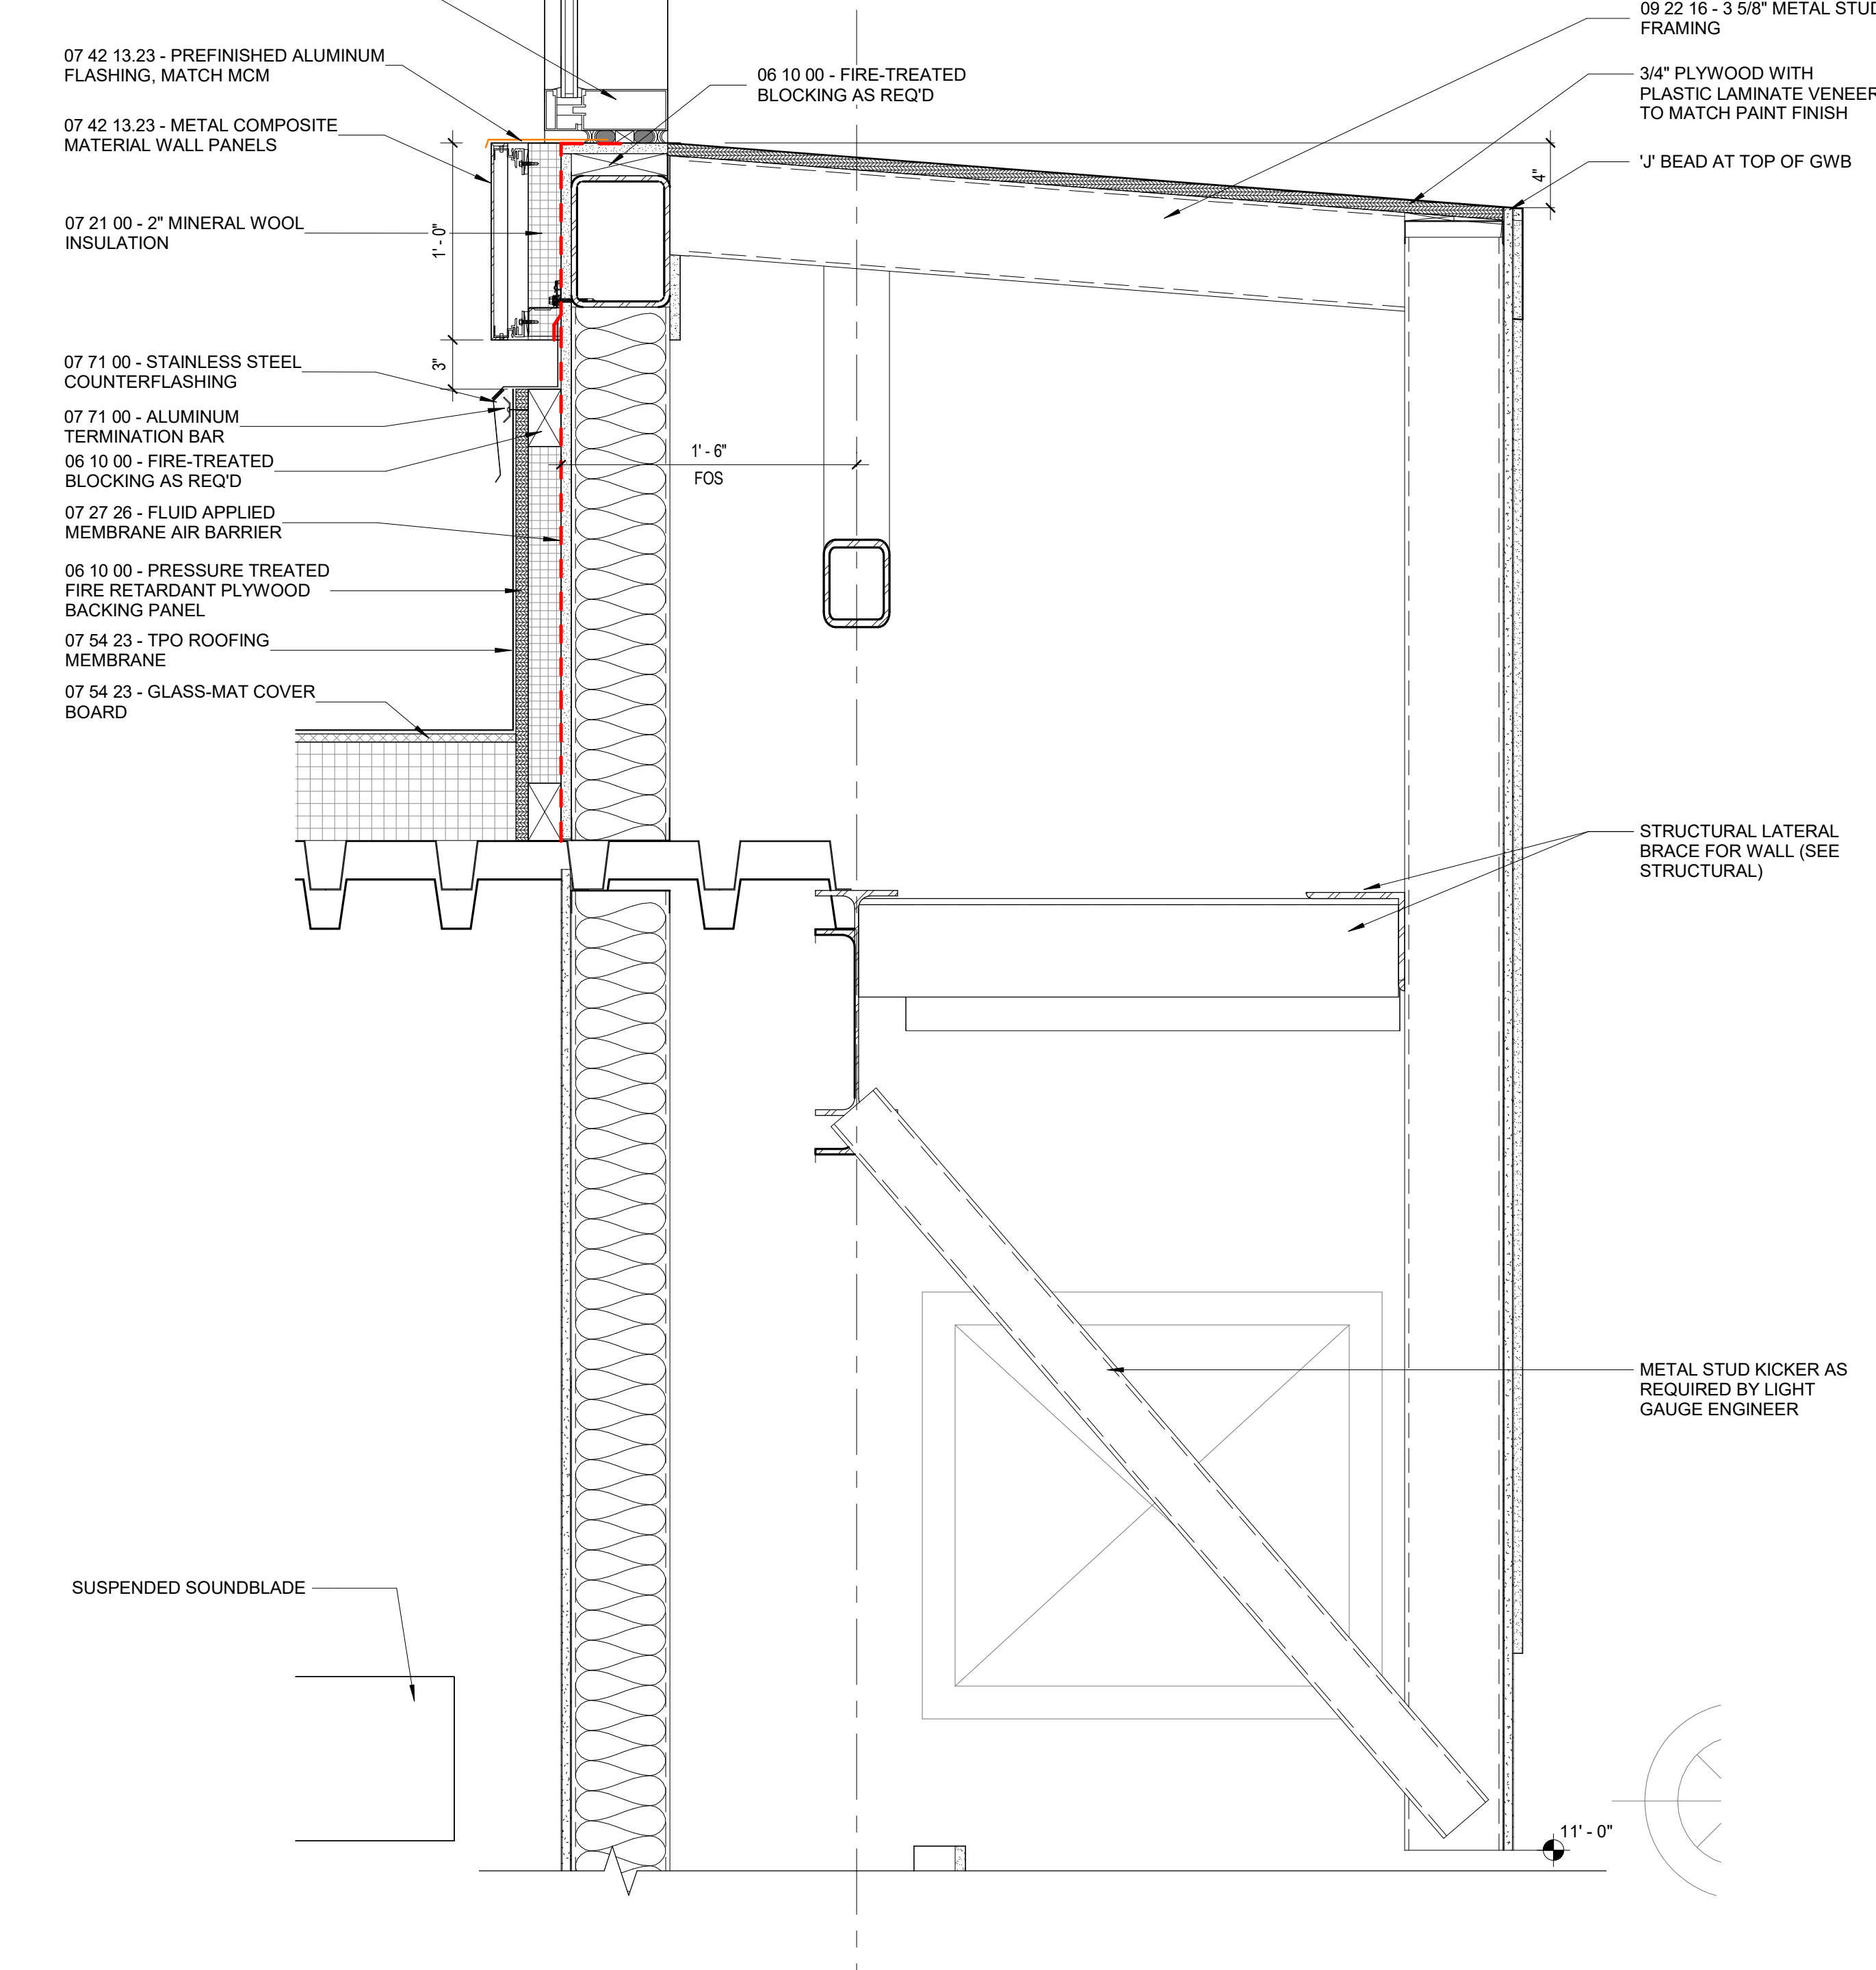 07 42 13.23 - PREFINISHED ALUMINUM
FLASHING, MATCH MCM
07 42 13.23 - METAL COMPOSITE
MATERIAL WALL PANELS
07 21 00 - 2" MINERAL WOOL
INSULATION
07 71 00 - STAINLESS STEEL
COUNTERFLASHING
07 71 00 - ALUMINUM
TERMINATION BAR
06 10 00 - FIRE-TREATED
BLOCKING AS REQ'D
07 27 26 - FLUID APPLIED
MEMBRANE AIR BARRIER
06 10 00 - PRESSURE TREATED
FIRE RETARDANT PLYWOOD
BACKING PANEL
07 54 23 - TPO ROOFING
MEMBRANE
07 54 23 - GLASS-MAT COVER
BOARD
SUSPENDED SOUNDBLADE
1' - 0"
3"
06 10 00 - FIRE-TREATED
BLOCKING AS REQ'D
1' - 6"
FOS
4"
09 22 16 - 3 5/8" METAL STUD
FRAMING
3/4" PLYWOOD WITH
PLASTIC LAMINATE VENEER
TO MATCH PAINT FINISH
'J' BEAD AT TOP OF GWB
STRUCTURAL LATERAL
BRACE FOR WALL (SEE
STRUCTURAL)
METAL STUD KICKER AS
REQUIRED BY LIGHT
GAUGE ENGINEER
11' - 0"